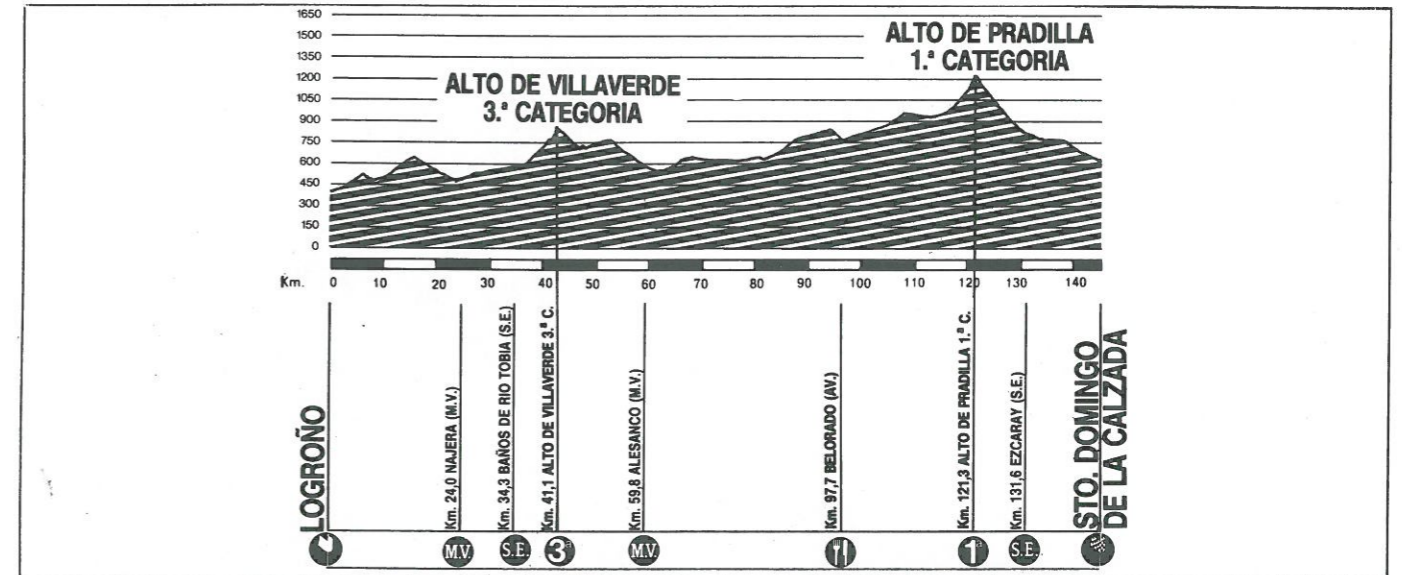 1650
1500
1350
1200
1050
900
750
600
450
300
150
0
ALTO DE VILLAVERDE
3.ª CATEGORIA
ALTO DE PRADILLA
1.ª CATEGORIA
Km. 0 10 20 30 40 50 60 70 80 90 100 110 120 130 140
LOGROÑO
Km. 24,0 NAJERA (M.V.)
Km. 34,3 BAÑOS DE RIO TOBIA (S.E.)
Km. 41,1 ALTO DE VILLAVERDE 3.ª C.
Km. 59,8 ALESANCO (M.V.)
Km. 97,7 BELORADO (AV.)
Km. 121,3 ALTO DE PRADILLA 1.ª C.
Km. 131,6 EZCARAY (S.E.)
STO. DOMINGO
DE LA CALZADA
M.V. S.E. 3ª M.V. 1ª S.E.